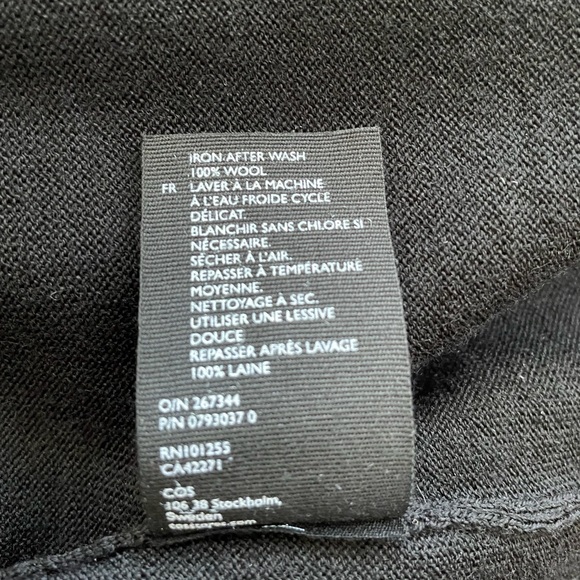 IRON AFTER WASH
100% WOOL
FR LAVER À LA MACHINE
À L'EAU FROIDE CYCLE
DÉLICAT.
BLANCHIR SANS CHLORE SI
NÉCESSAIRE.
SÉCHER À L'AIR.
REPASSER À TEMPÉRATURE
MOYENNE.
NETTOYAGE À SEC.
UTILISER UNE LESSIVE
DOUCE
REPASSER APRÈS LAVAGE
100% LAINE
O/N 267344
P/N 0793037 0
RN101255
CA42271
COS
106 38 Stockholm,
Sweden
cosstores.com